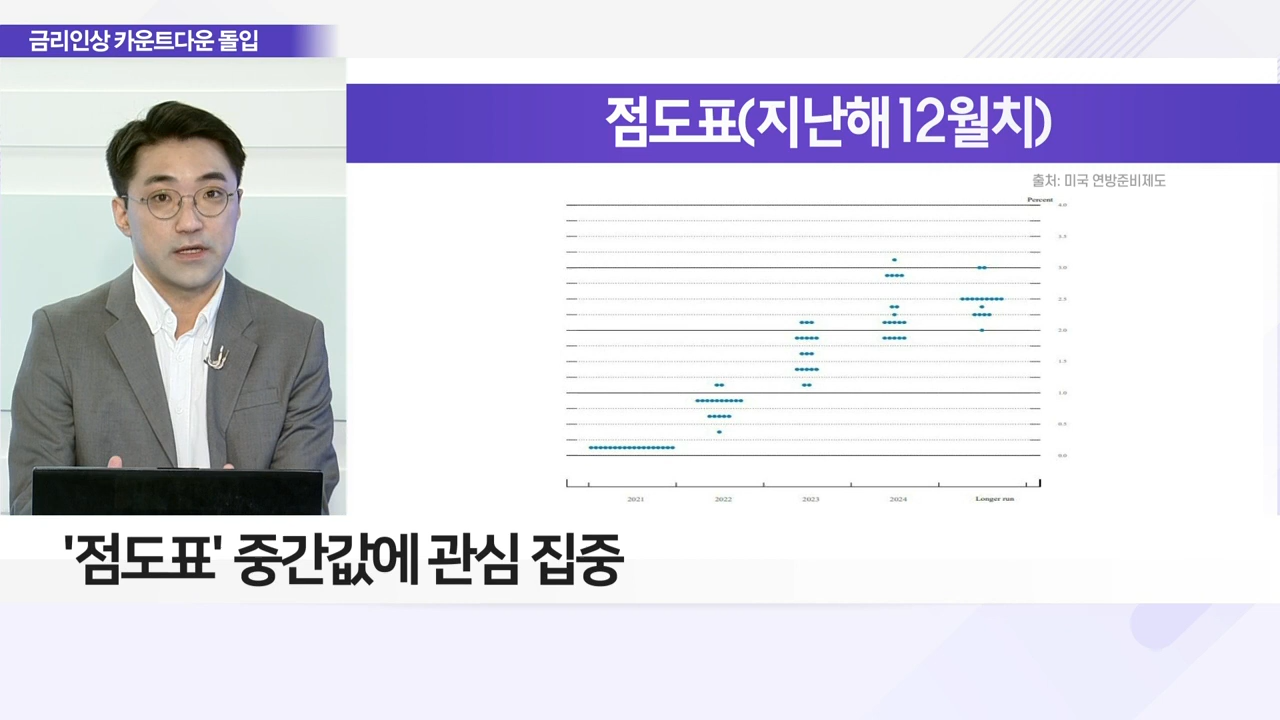 금리인상 카운트다운 돌입
점도표(지난해 12월치)
출처: 미국 연방준비제도
Percent
4.0
3.5
3.0
2.5
2.0
1.5
1.0
0.5
0.0
2021 2022 2023 2024 Longer run
'점도표' 중간값에 관심 집중